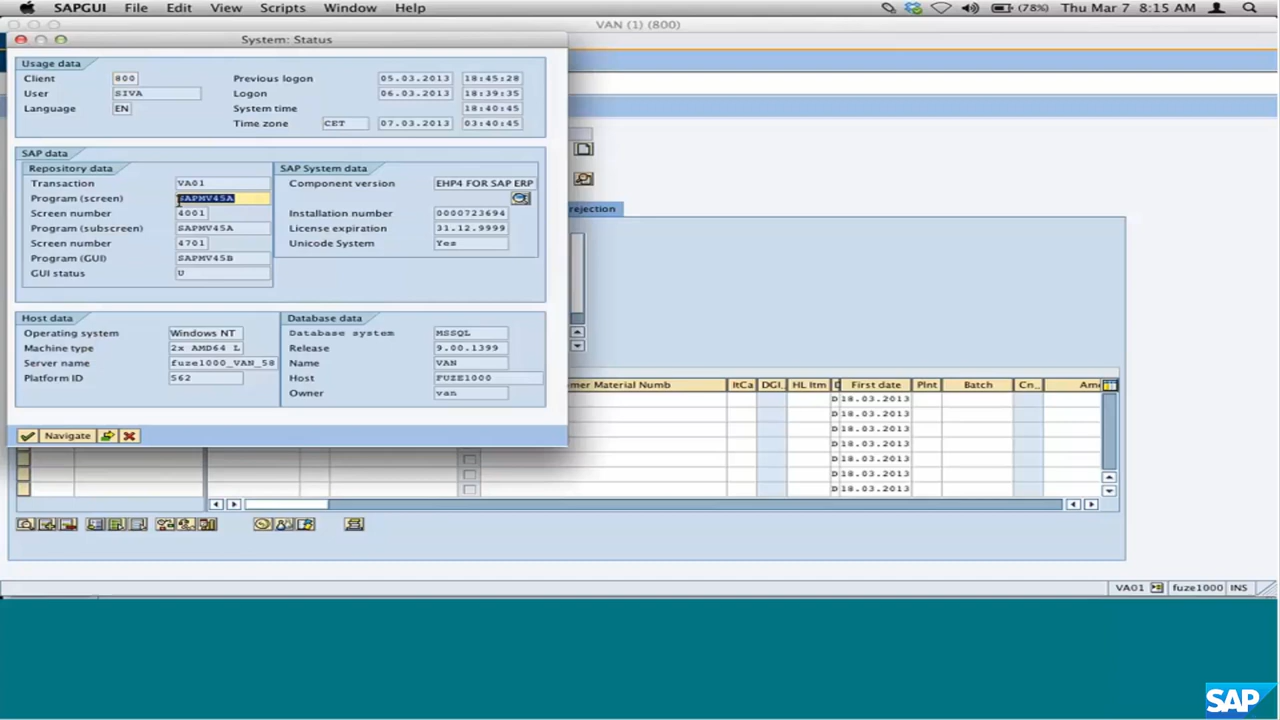 SAPGUI File Edit View Scripts Window Help (78%) Thu Mar 7 8:15 AM
VAN (1) (800)
System: Status
Usage data
Client 800 Previous logon 05.03.2013 18:45:28
User SIVA Logon 06.03.2013 18:39:35
Language EN System time 18:40:45
Time zone CET 07.03.2013 03:40:45
SAP data
Repository data SAP System data
Transaction VA01 Component version EHP4 FOR SAP ERP
Program (screen) SAPMV45A
Screen number 4001 Installation number 0000723694
rejection
Program (subscreen) SAPMV45A License expiration 31.12.9999
Screen number 4701 Unicode System Yes
Program (GUI) SAPMV45B
GUI status U
Host data Database data
Operating system Windows NT Database system MSSQL
Machine type 2x AMD64 L Release 9.00.1399
Server name fuze1000_VAN_58 Name VAN
Platform ID 562 Host FUZE1000
Owner van
omer Material Numb ItCa DGI.. HL Itm D First date Plnt Batch Cn.. Am
D 18.03.2013
D 18.03.2013
D 18.03.2013
Navigate
D 18.03.2013
D 18.03.2013
D 18.03.2013
D 18.03.2013
VA01 fuze1000 INS
SAP